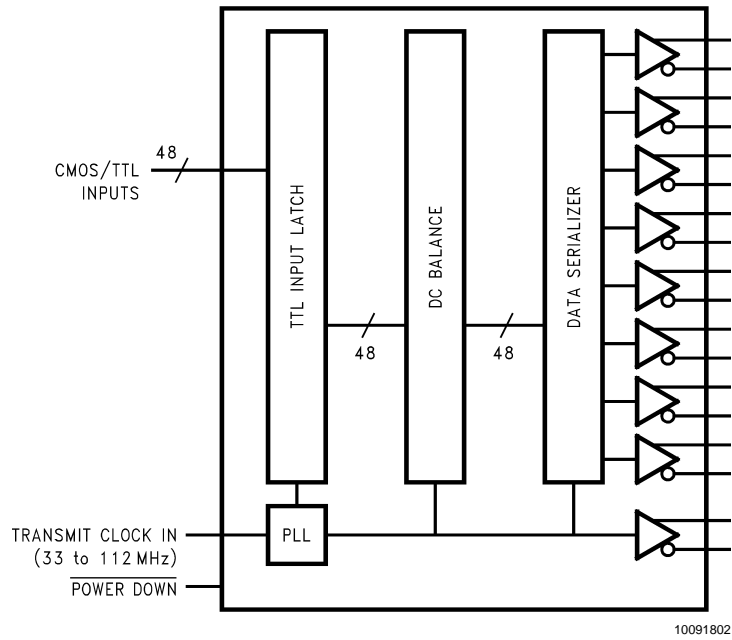 48
CMOS/TTL
INPUTS
TTL INPUT LATCH
DC BALANCE
DATA SERIALIZER
48
48
TRANSMIT CLOCK IN
(33 to 112 MHz)
PLL
POWER DOWN
10091802